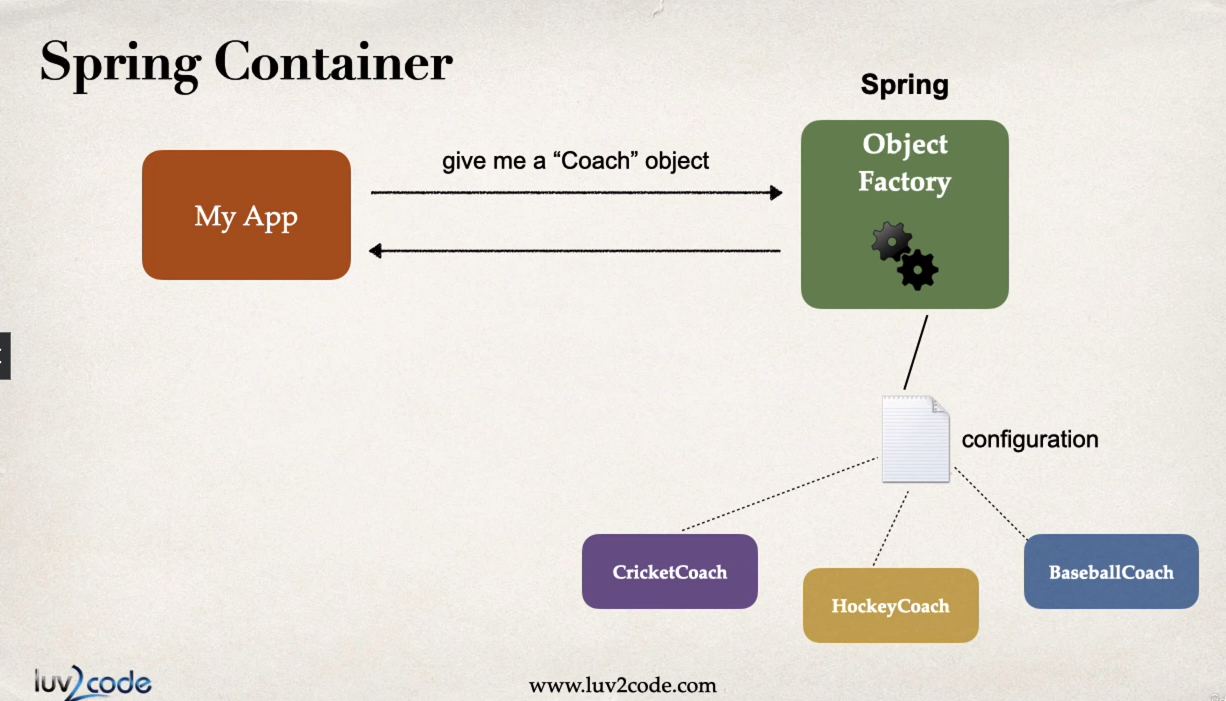 Spring Container
Spring
My App
give me a “Coach” object
Object
Factory
configuration
CricketCoach
HockeyCoach
BaseballCoach
luv2code
www.luv2code.com